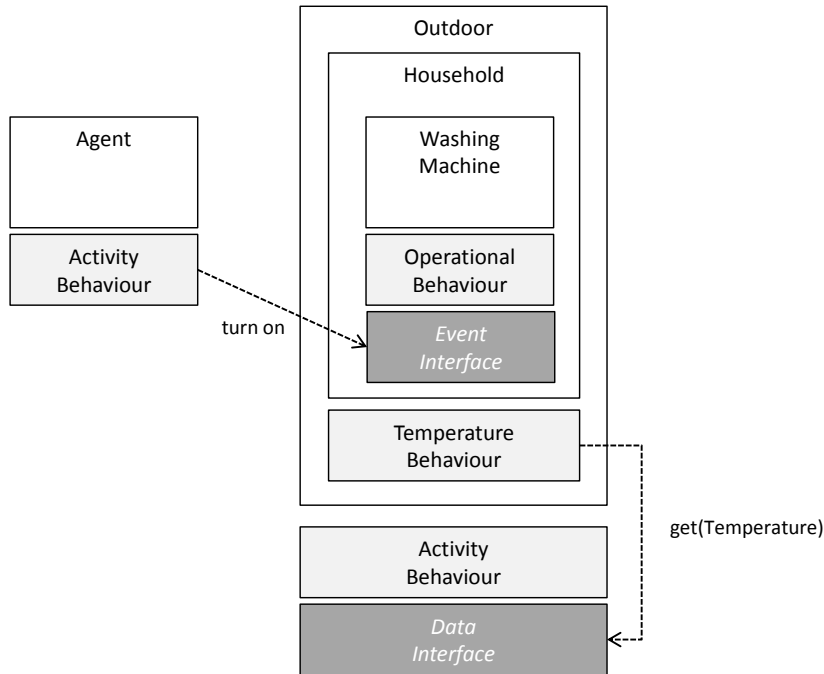 Outdoor
Household
Agent
Washing
Machine
Activity
Behaviour
Operational
Behaviour
turn on
Event
Interface
Temperature
Behaviour
get(Temperature)
Activity
Behaviour
Data
Interface